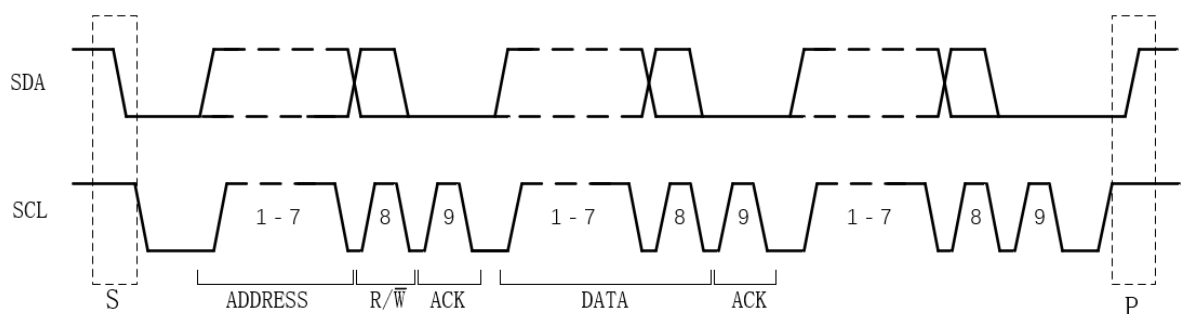 SDA
SCL
1-7 8 9 1-7 8 9 1-7 8 9
S ADDRESS R/W̅ ACK DATA ACK P